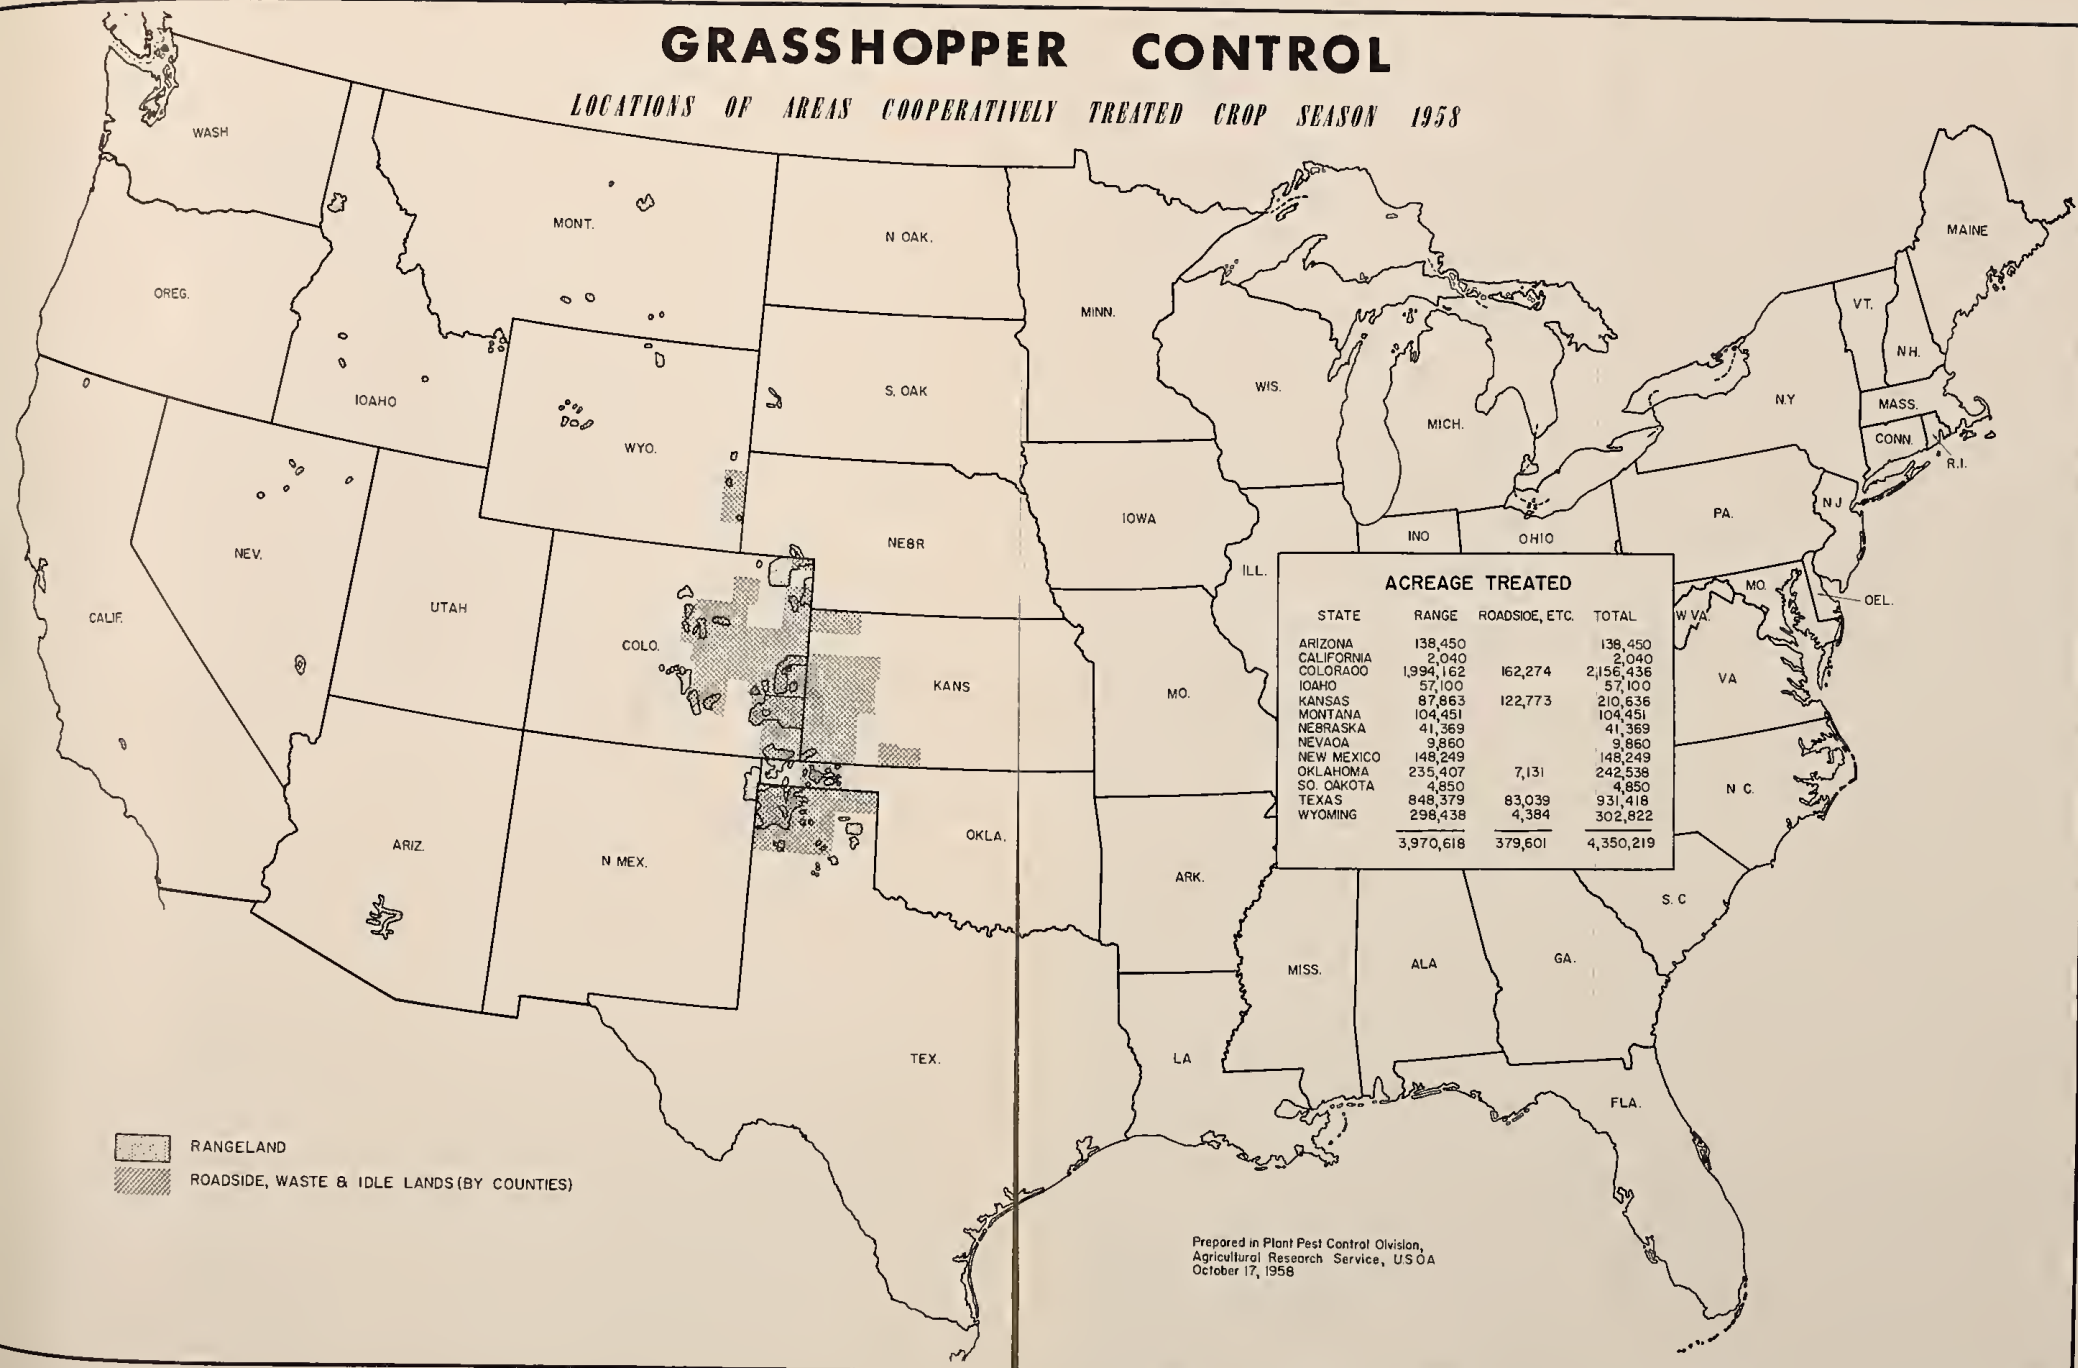 GRASSHOPPER CONTROL
LOCATIONS OF AREAS COOPERATIVELY TREATED CROP SEASON 1958
WASH
MONT.
N OAK.
MINN.
MAINE
OREG.
IOAHO
WYO.
S. OAK
WIS.
MICH.
N.Y
VT.
N H.
MASS.
CONN.
R.I.
NEV.
UTAH
CALIF.
COLO.
NE8R
IOWA
ILL.
INO
OHIO
PA.
N J
MO.
OEL.
W VA.
VA
KANS
MO.
ARIZ.
N MEX.
OKLA.
ARK.
N C.
S. C
TEX.
LA
MISS.
ALA
GA.
FLA.
ACREAGE TREATED
STATE RANGE ROADSIOE, ETC. TOTAL
ARIZONA 138,450 138,450
CALIFORNIA 2,040 2,040
COLORAOO 1,994,162 162,274 2,156,436
IOAHO 57,100 57,100
KANSAS 87,863 122,773 210,636
MONTANA 104,451 104,451
NE8RASKA 41,369 41,369
NEVAOA 9,860 9,860
NEW MEXICO 148,249 148,249
OKLAHOMA 235,407 7,131 242,538
SO. OAKOTA 4,850 4,850
TEXAS 848,379 83,039 931,418
WYOMING 298,438 4,384 302,822
3,970,618 379,601 4,350,219
RANGELAND
ROADSIDE, WASTE & IDLE LANDS (BY COUNTIES)
Prepared in Plant Pest Control Olvision,
Agricultural Research Service, U S O A
October 17, 1958